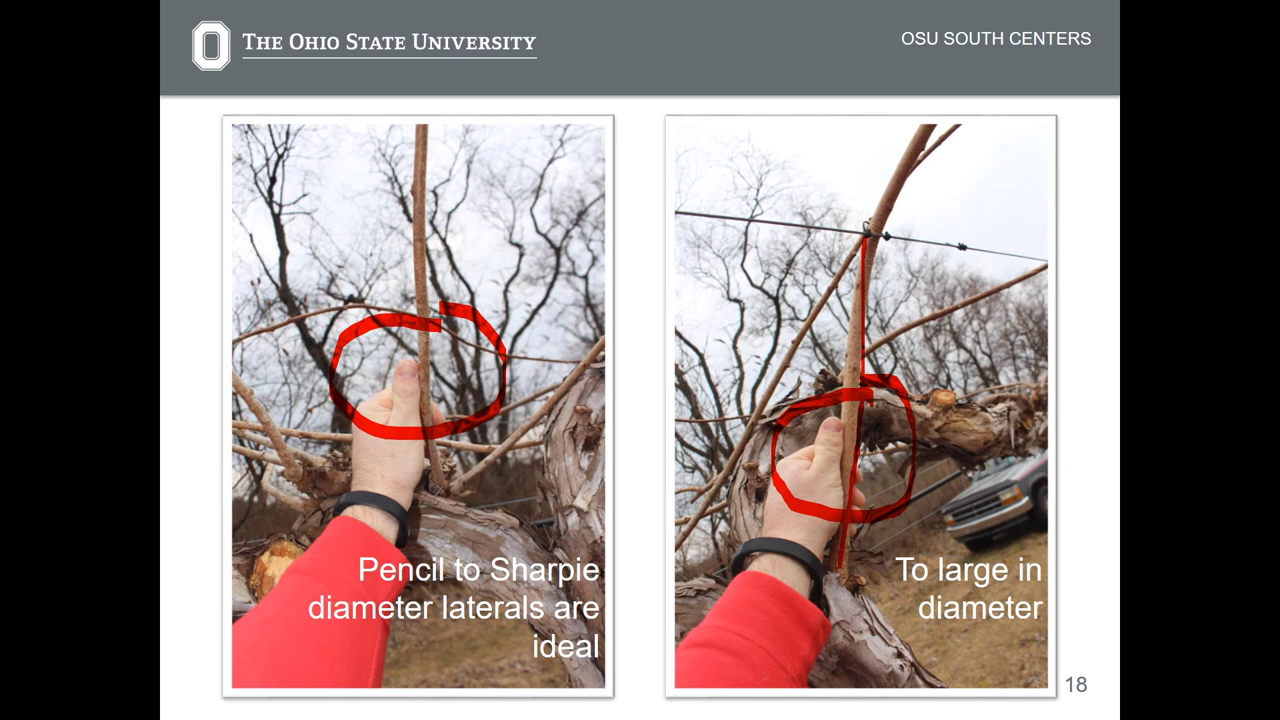 THE OHIO STATE UNIVERSITY
OSU SOUTH CENTERS
Pencil to Sharpie
diameter laterals are
ideal
To large in
diameter
18